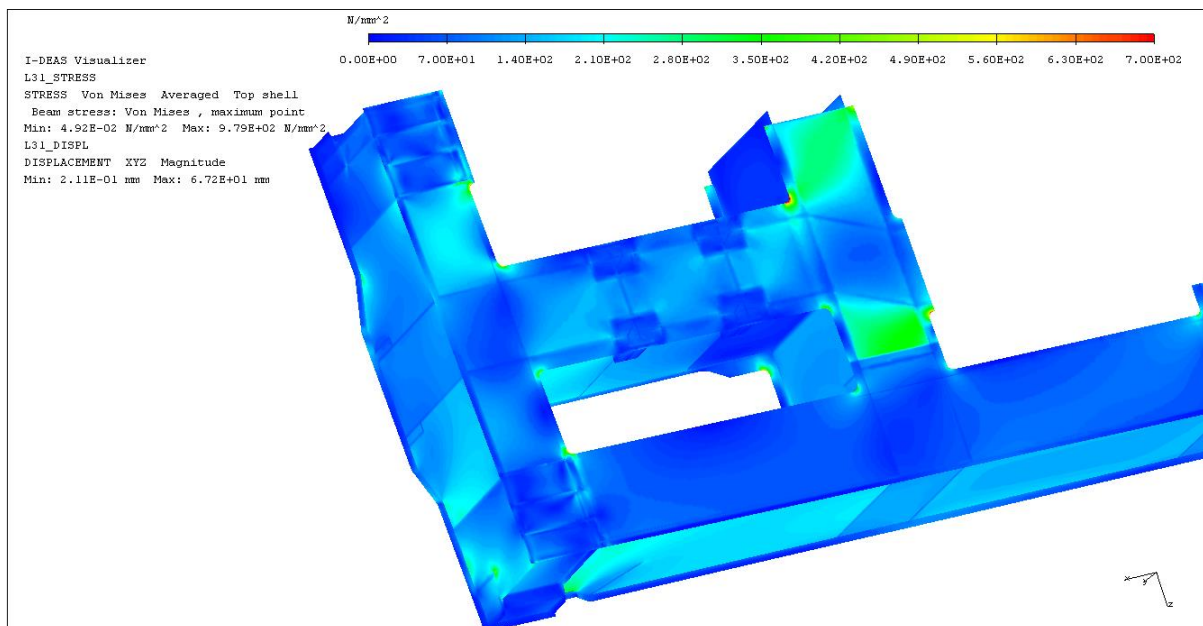 N/mm^2
0.00E+00 7.00E+01 1.40E+02 2.10E+02 2.80E+02 3.50E+02 4.20E+02 4.90E+02 5.60E+02 6.30E+02 7.00E+02
I-DEAS Visualizer
L31_STRESS
STRESS Von Mises Averaged Top shell
Beam stress: Von Mises , maximum point
Min: 4.92E-02 N/mm^2 Max: 9.79E+02 N/mm^2
L31_DISPL
DISPLACEMENT XYZ Magnitude
Min: 2.11E-01 mm Max: 6.72E+01 mm
x
y
z